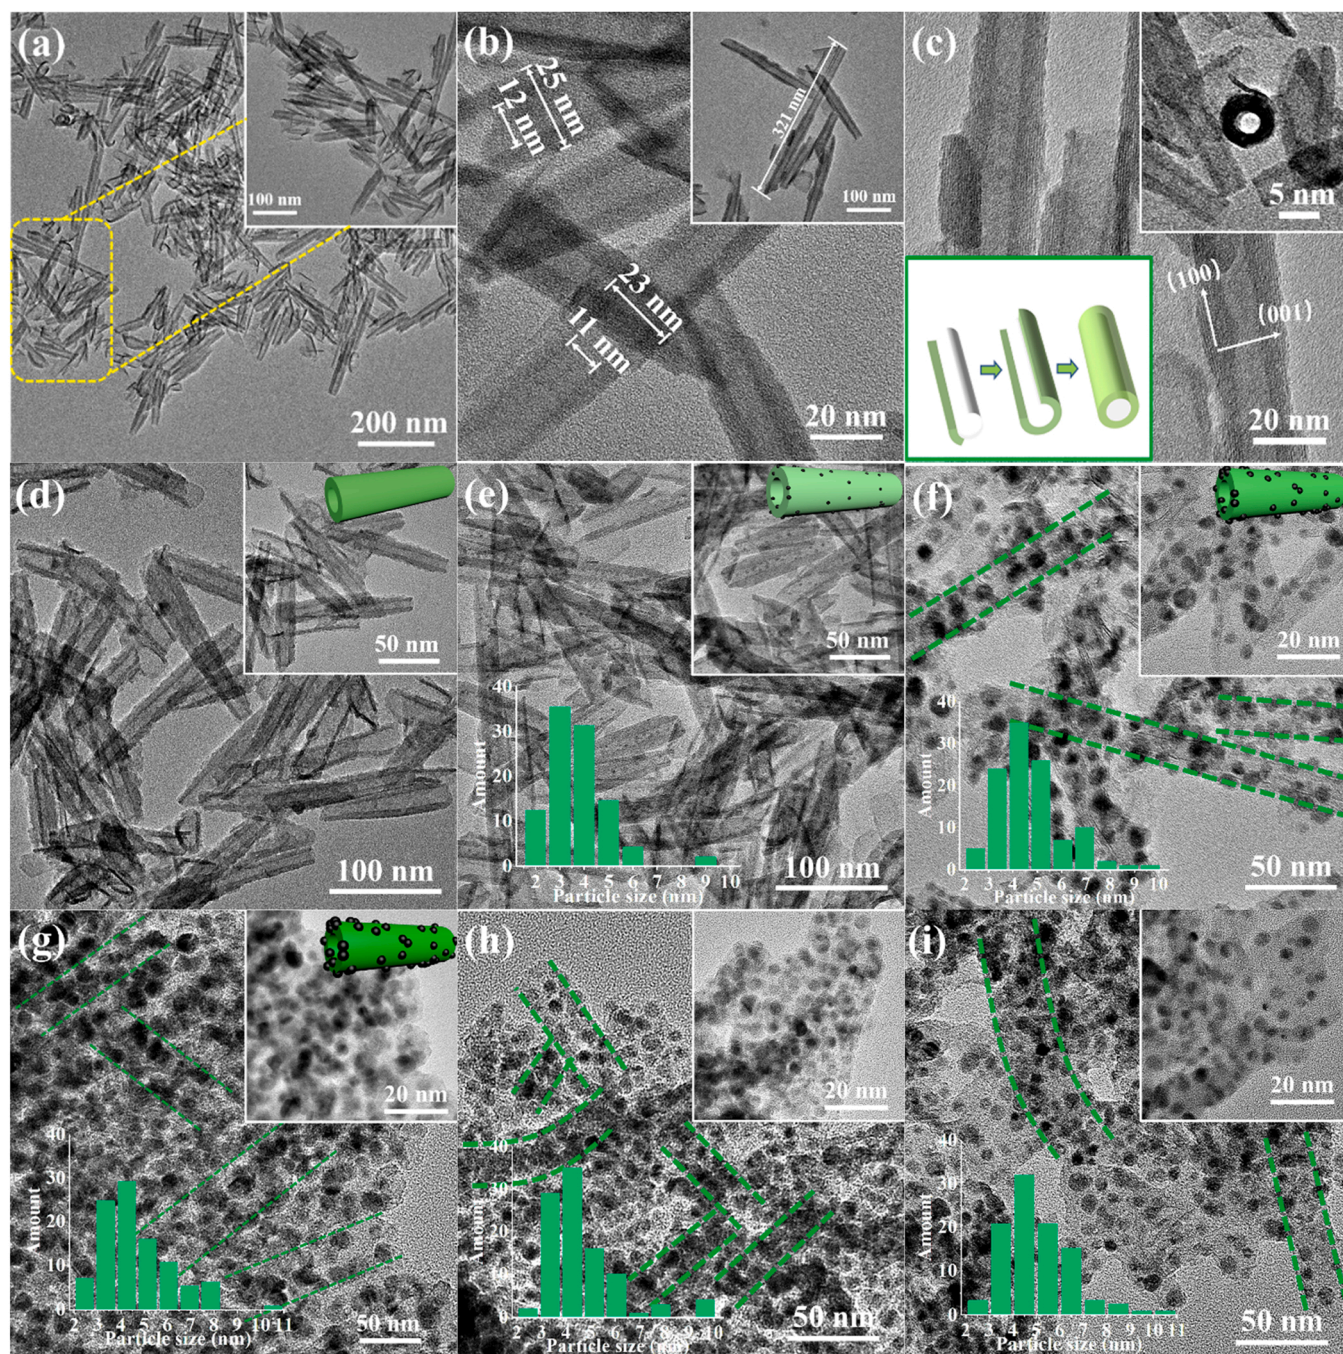 (a)
100 nm
200 nm
(b)
25 nm
12 nm
321 nm
100 nm
23 nm
11 nm
20 nm
(c)
5 nm
(100)
(001)
20 nm
(d)
50 nm
100 nm
(e)
50 nm
40
30
20
10
0
Amount
2 3 4 5 6 7 8 9 10
Particle size (nm)
100 nm
(f)
20 nm
40
30
20
10
0
Amount
2 3 4 5 6 7 8 9 10
Particle size (nm)
50 nm
(g)
20 nm
40
30
20
10
0
Amount
2 3 4 5 6 7 8 9 10 11
Particle size (nm)
50 nm
(h)
20 nm
40
30
20
10
0
Amount
2 3 4 5 6 7 8 9 10
Particle size (nm)
50 nm
(i)
20 nm
40
30
20
10
0
Amount
2 3 4 5 6 7 8 9 10 11
Particle size (nm)
50 nm